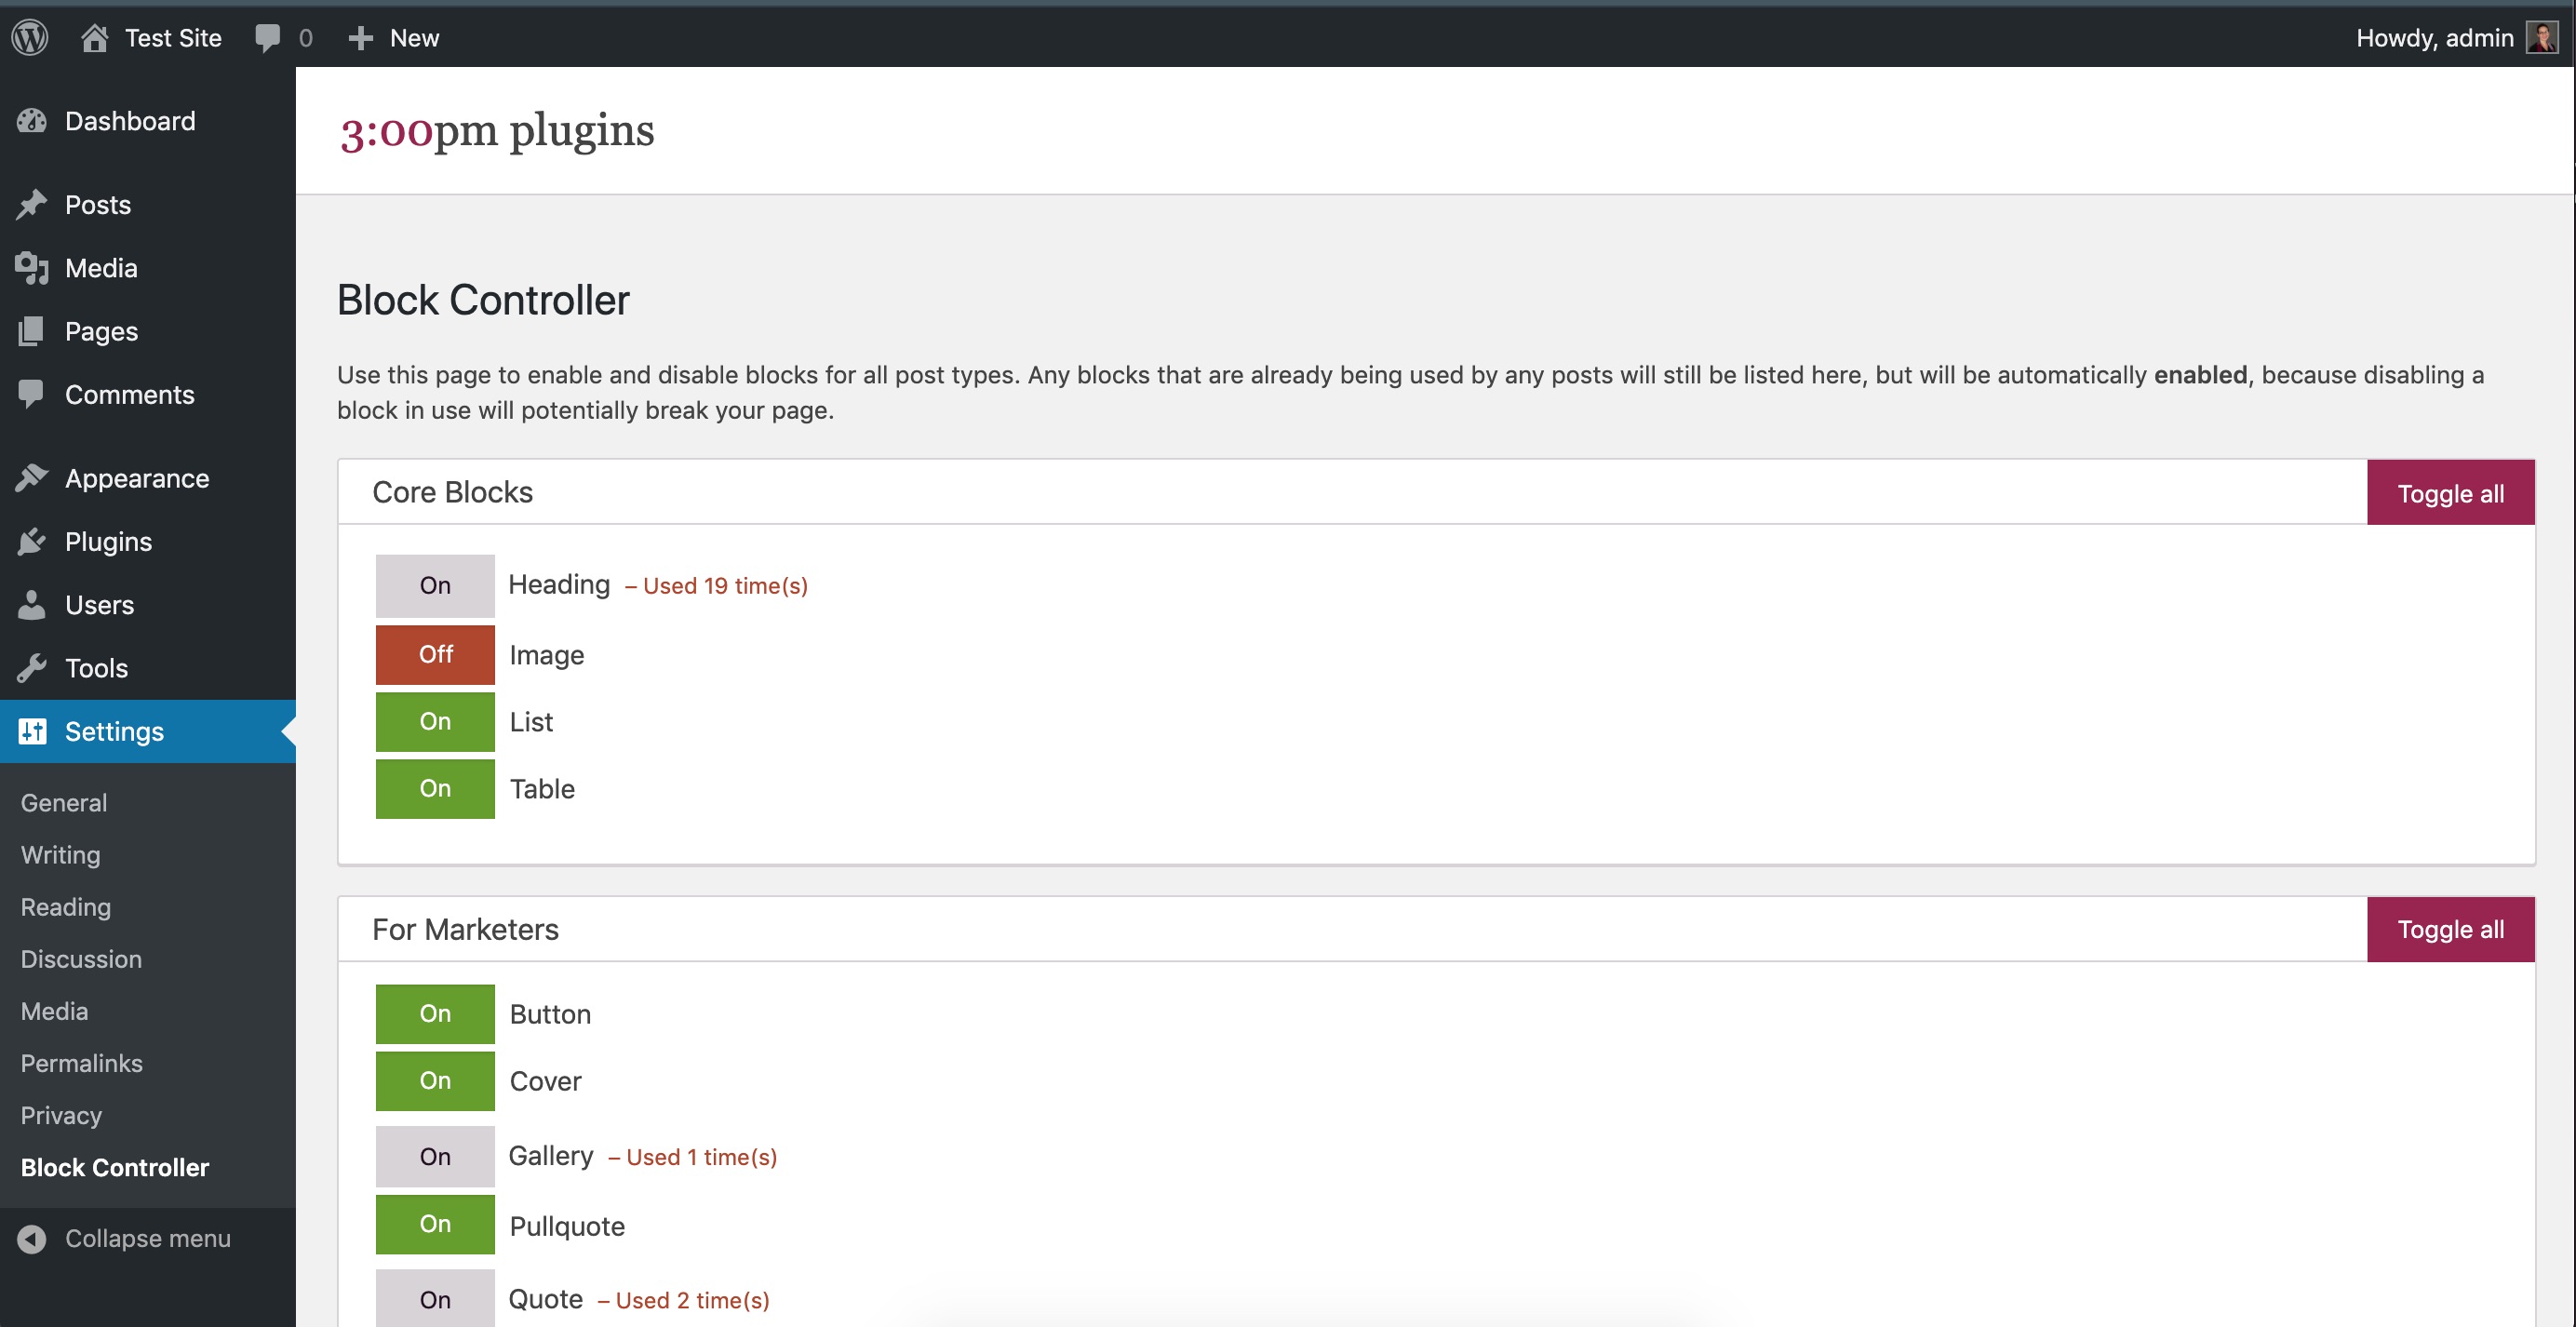 Test Site 0 New Howdy, admin
Dashboard
Posts
Media
Pages
Comments
Appearance
Plugins
Users
Tools
Settings
General
Writing
Reading
Discussion
Media
Permalinks
Privacy
Block Controller
Collapse menu
3:00pm plugins
Block Controller
Use this page to enable and disable blocks for all post types. Any blocks that are already being used by any posts will still be listed here, but will be automatically enabled, because disabling a
block in use will potentially break your page.
Core Blocks Toggle all
On Heading – Used 19 time(s)
Off Image
On List
On Table
For Marketers Toggle all
On Button
On Cover
On Gallery – Used 1 time(s)
On Pullquote
On Quote – Used 2 time(s)